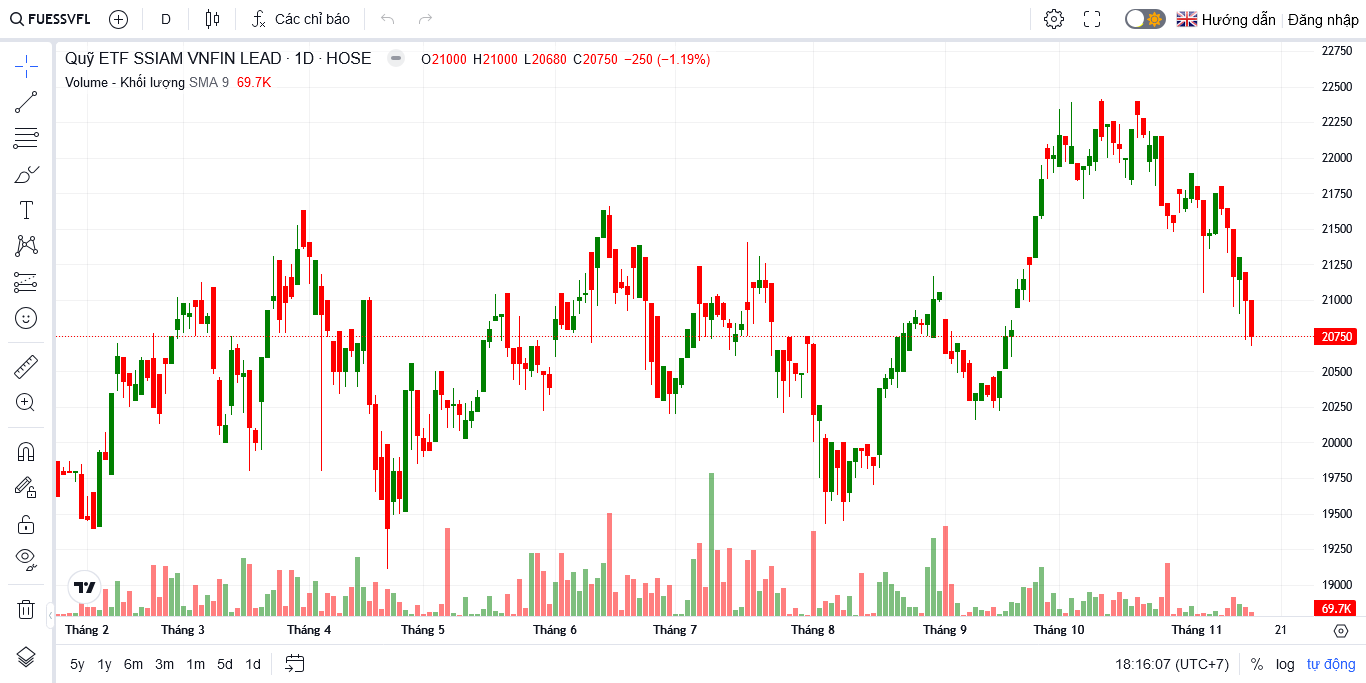 FUESSVFL D Các chỉ báo Hướng dẫn Đăng nhập
Quỹ ETF SSIAM VNFIN LEAD · 1D · HOSE O21000 H21000 L20680 C20750 −250 (−1.19%)
Volume - Khối lượng SMA 9 69.7K
22750
22500
22250
22000
21750
21500
21250
21000
20750
20500
20250
20000
19750
19500
19250
19000
69.7K
Tháng 2 Tháng 3 Tháng 4 Tháng 5 Tháng 6 Tháng 7 Tháng 8 Tháng 9 Tháng 10 Tháng 11 21
5y 1y 6m 3m 1m 5d 1d 18:16:07 (UTC+7) % log tự động